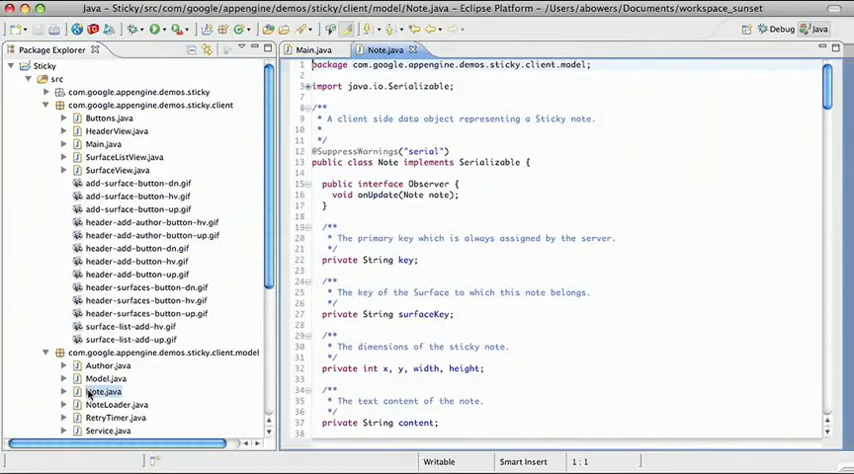 Java – Sticky/src/com/google/appengine/demos/sticky/client/model/Note.java – Eclipse Platform – /Users/abowers/Documents/workspace_sunset
Debug Java
Package Explorer
Sticky
src
com.google.appengine.demos.sticky
com.google.appengine.demos.sticky.client
Buttons.java
HeaderView.java
Main.java
SurfaceListView.java
SurfaceView.java
add-surface-button-dn.gif
add-surface-button-hv.gif
add-surface-button-up.gif
header-add-author-button-hv.gif
header-add-author-button-up.gif
header-add-button-dn.gif
header-add-button-hv.gif
header-add-button-up.gif
header-surfaces-button-dn.gif
header-surfaces-button-hv.gif
header-surfaces-button-up.gif
surface-list-add-hv.gif
surface-list-add-up.gif
com.google.appengine.demos.sticky.client.model
Author.java
Model.java
Note.java
NoteLoader.java
RetryTimer.java
Service.java
Main.java Note.java
1 package com.google.appengine.demos.sticky.client.model;
2
3 import java.io.Serializable;
7
8 /**
9 * A client side data object representing a Sticky note.
10 *
11 */
12 @SuppressWarnings("serial")
13 public class Note implements Serializable {
14
15 public interface Observer {
16 void onUpdate(Note note);
17 }
18
19 /**
20 * The primary key which is always assigned by the server.
21 */
22 private String key;
23
24 /**
25 * The key of the Surface to which this note belongs.
26 */
27 private String surfaceKey;
28
29 /**
30 * The dimensions of the sticky note.
31 */
32 private int x, y, width, height;
33
34 /**
35 * The text content of the note.
36 */
37 private String content;
38
Writable Smart Insert 1 : 1